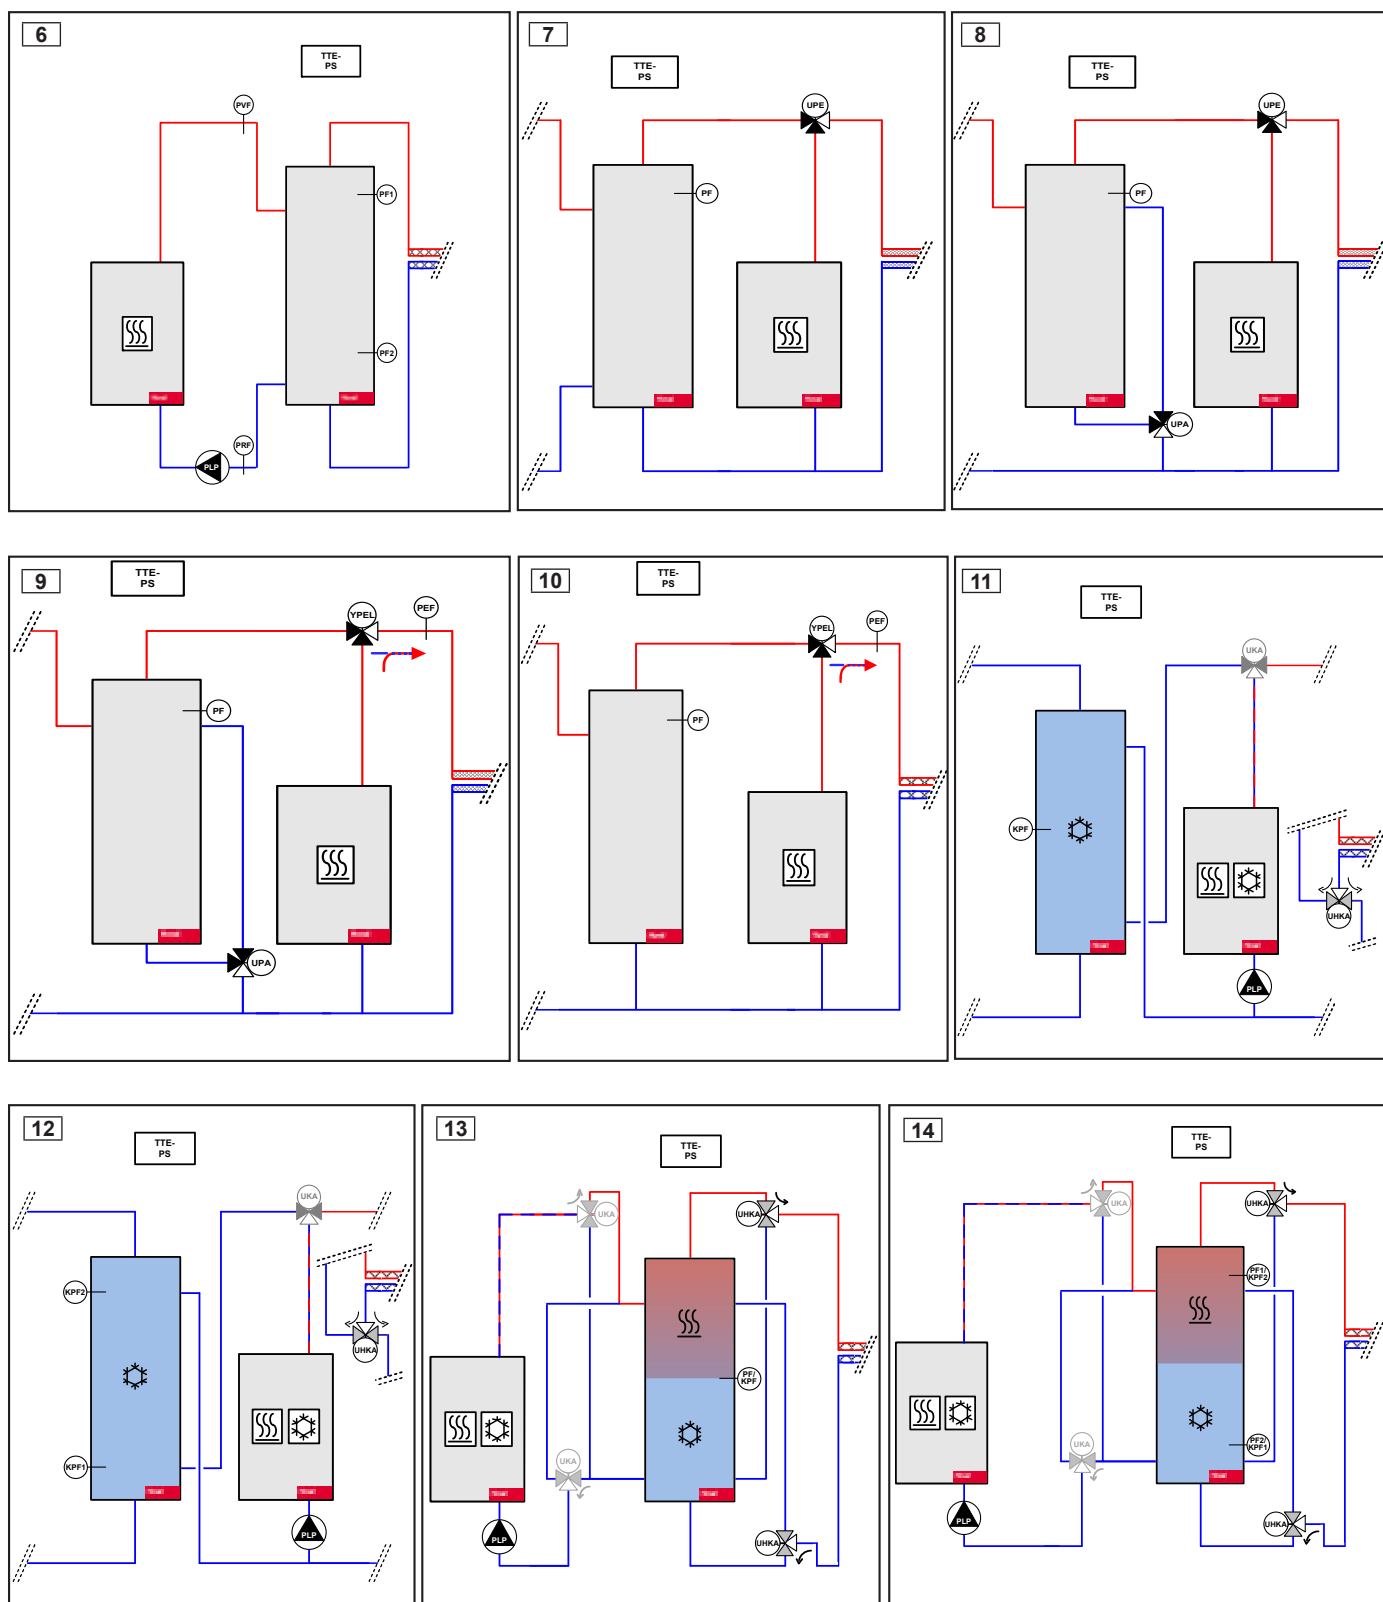 6
TTE-
PS
PVF
PF1
PF2
PRF
PLP
7
TTE-
PS
UPE
PF
8
TTE-
PS
UPE
PF
UPA
9
TTE-
PS
YPEL
PEF
PF
UPA
10
TTE-
PS
YPEL
PEF
PF
11
TTE-
PS
UKA
KPF
UHKA
PLP
12
TTE-
PS
UKA
KPF2
UHKA
KPF1
PLP
13
TTE-
PS
UKA
UHKA
PF/
KPF
UKA
PLP
UHKA
14
TTE-
PS
UKA
UHKA
PF1/
KPF2
PF2/
KPF1
UKA
PLP
UHKA